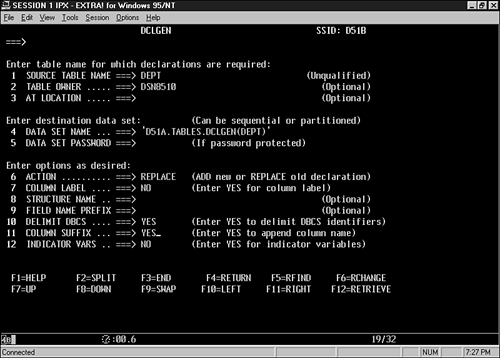 SESSION 1 IPX - EXTRA! for Windows 95/NT
File Edit View Tools Session Options Help
DCLGEN SSID: D51B
===>
Enter table name for which declarations are required:
1 SOURCE TABLE NAME ===> DEPT (Unqualified)
2 TABLE OWNER ..... ===> DSN8510 (Optional)
3 AT LOCATION ..... ===> (Optional)
Enter destination data set: (Can be sequential or partitioned)
4 DATA SET NAME ... ===> 'D51A.TABLES.DCLGEN(DEPT)'
5 DATA SET PASSWORD ===> (If password protected)
Enter options as desired:
6 ACTION .......... ===> REPLACE (ADD new or REPLACE old declaration)
7 COLUMN LABEL .... ===> NO (Enter YES for column label)
8 STRUCTURE NAME .. ===> (Optional)
9 FIELD NAME PREFIX ===> (Optional)
10 DELIMIT DBCS .... ===> YES (Enter YES to delimit DBCS identifiers)
11 COLUMN SUFFIX ... ===> YES_ (Enter YES to append column name)
12 INDICATOR VARS .. ===> NO (Enter YES for indicator variables)
F1=HELP F2=SPLIT F3=END F4=RETURN F5=RFIND F6=RCHANGE
F7=UP F8=DOWN F9=SWAP F10=LEFT F11=RIGHT F12=RETRIEVE
:00.6 19/32
Connected NUM 7:27 PM